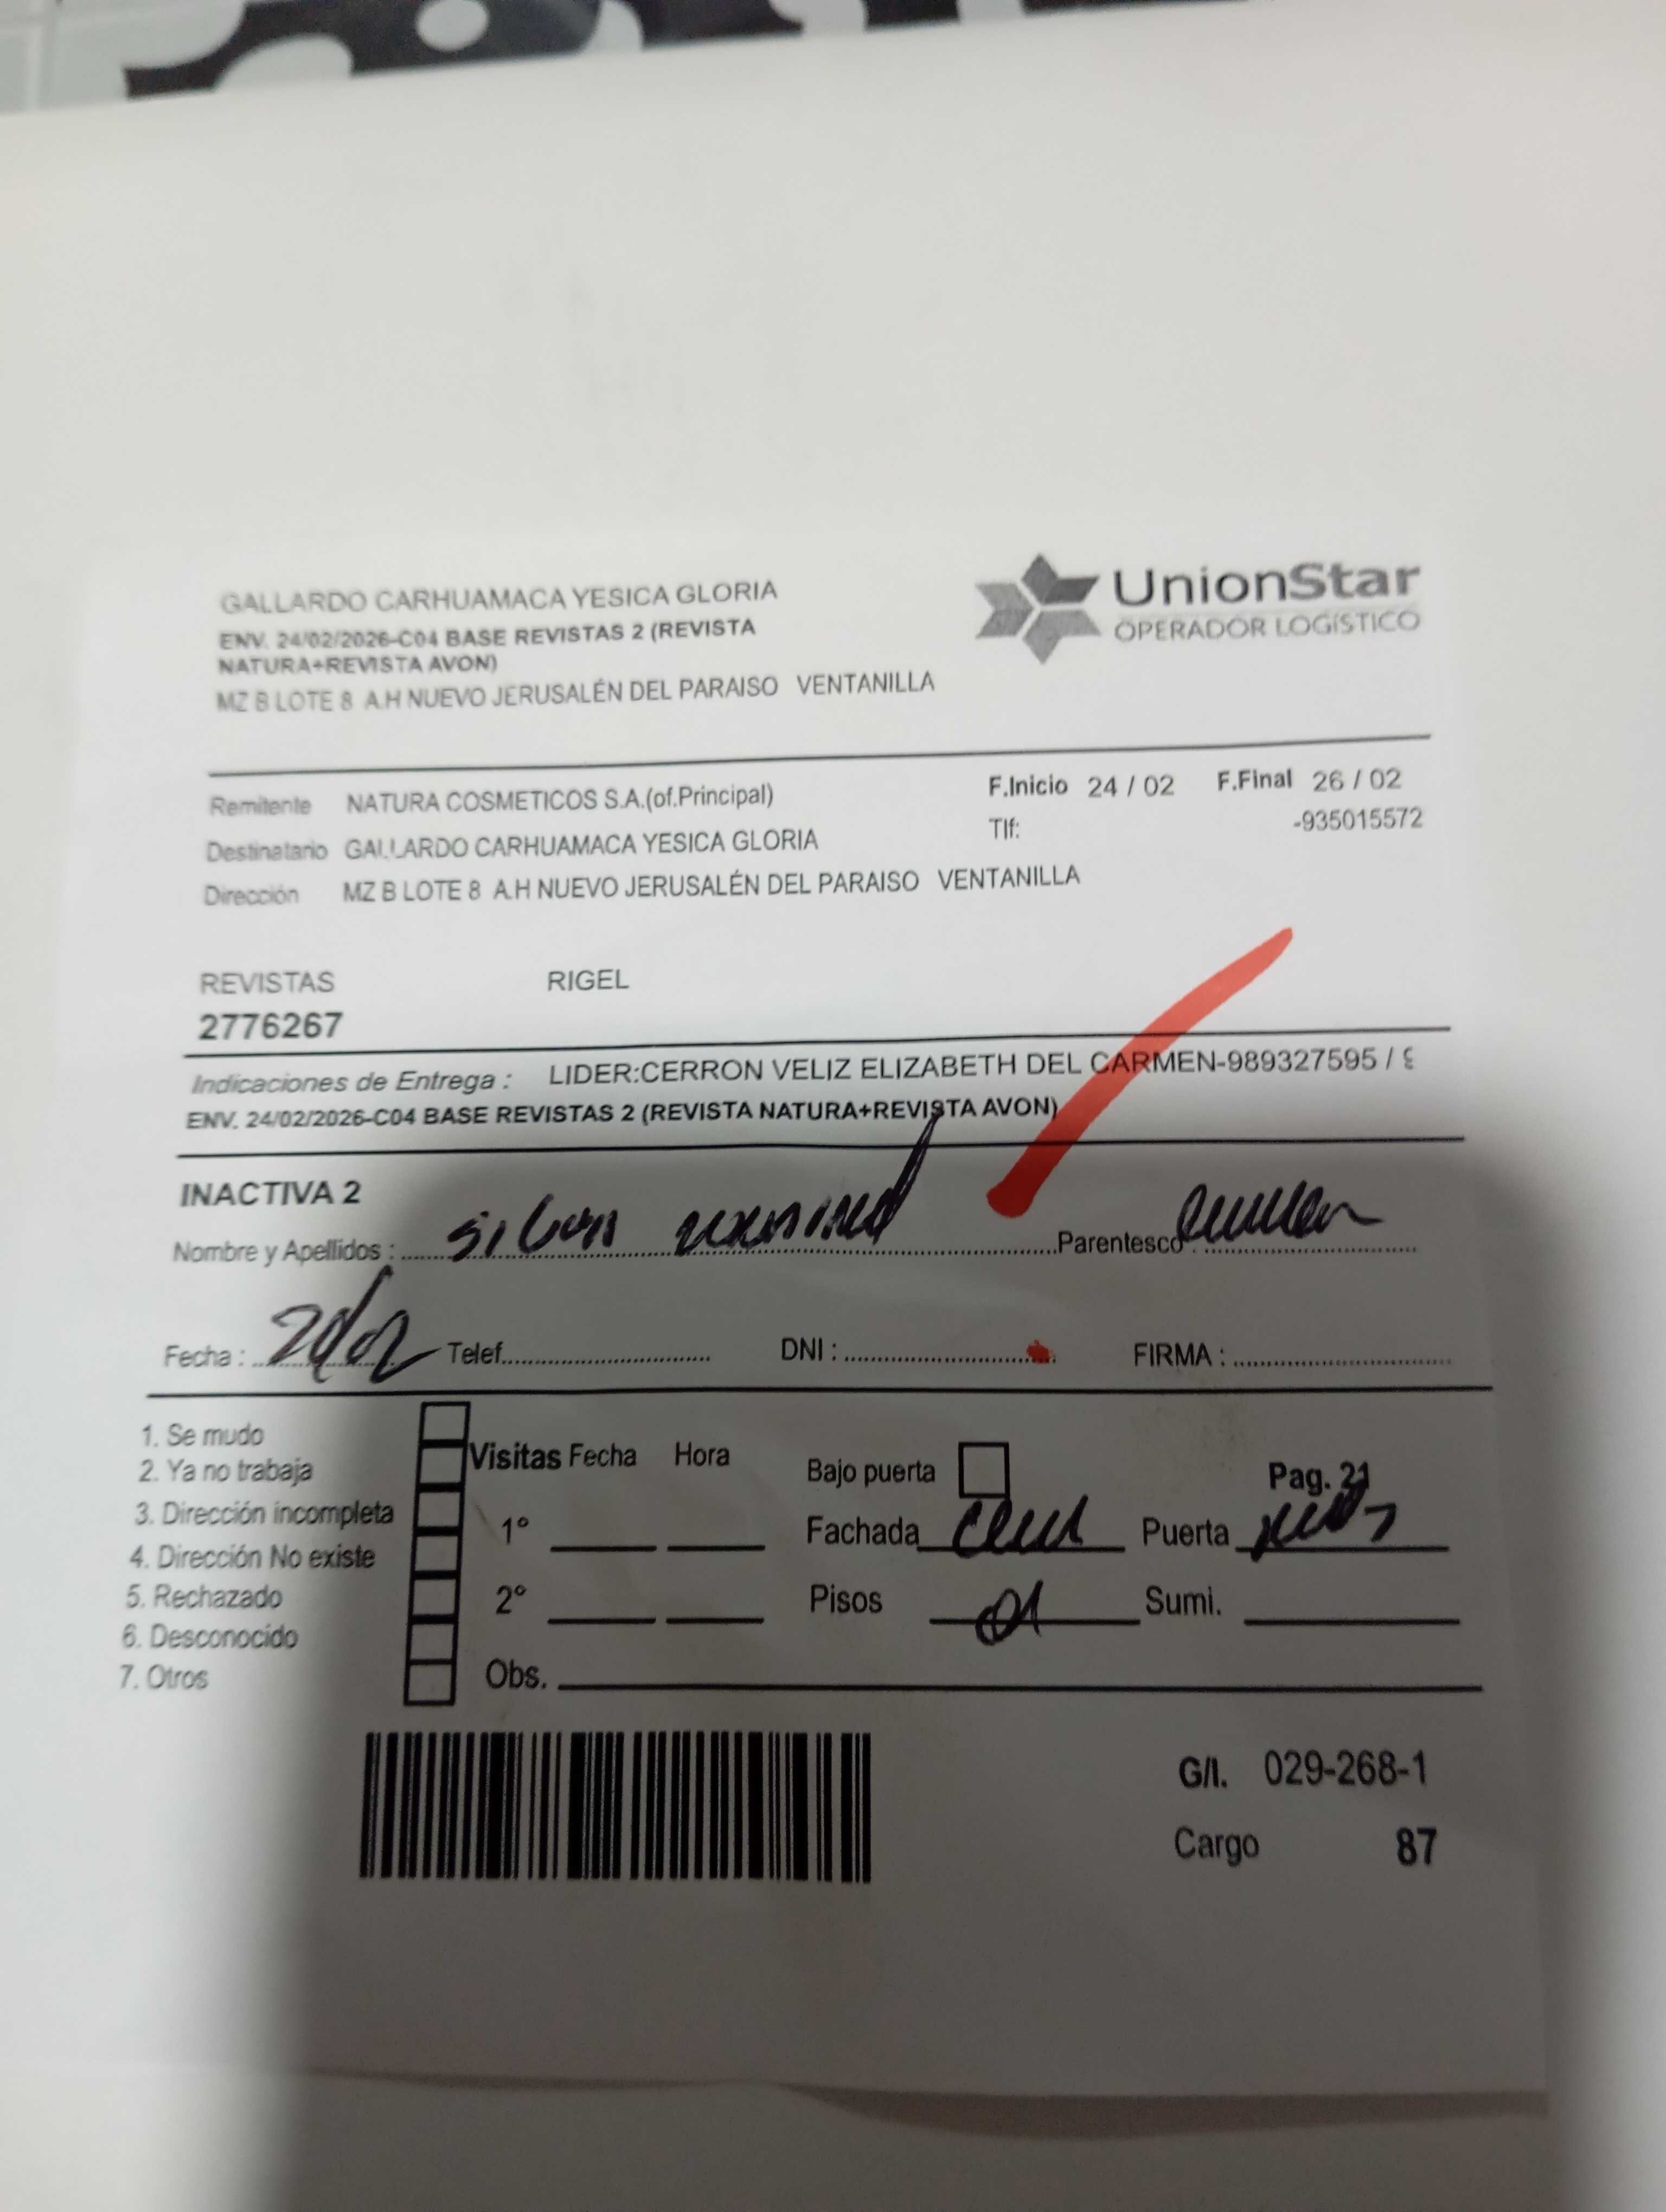 GALLARDO CARHUAMACA YESICA GLORIA
ENV. 24/02/2026-C04 BASE REVISTAS 2 (REVISTA
NATURA+REVISTA AVON)
MZ B LOTE 8 A.H NUEVO JERUSALÉN DEL PARAISO VENTANILLA
UnionStar
OPERADOR LOGÍSTICO
Remitente NATURA COSMETICOS S.A.(of.Principal) F.Inicio 24 / 02 F.Final 26 / 02
Destinatario GALLARDO CARHUAMACA YESICA GLORIA Tlf: -935015572
Dirección MZ B LOTE 8 A.H NUEVO JERUSALÉN DEL PARAISO VENTANILLA
REVISTAS RIGEL
2776267
Indicaciones de Entrega : LIDER:CERRON VELIZ ELIZABETH DEL CARMEN-989327595 /
ENV. 24/02/2026-C04 BASE REVISTAS 2 (REVISTA NATURA+REVISTA AVON)
INACTIVA 2
Nombre y Apellidos : Parentesco :
Fecha : Telef. DNI : FIRMA :
1. Se mudo
2. Ya no trabaja
3. Dirección incompleta
4. Dirección No existe
5. Rechazado
6. Desconocido
7. Otros
Visitas Fecha Hora
1°
2°
Obs.
Bajo puerta Pag. 21
Fachada Puerta
Pisos 01 Sumi.
G/I. 029-268-1
Cargo 87